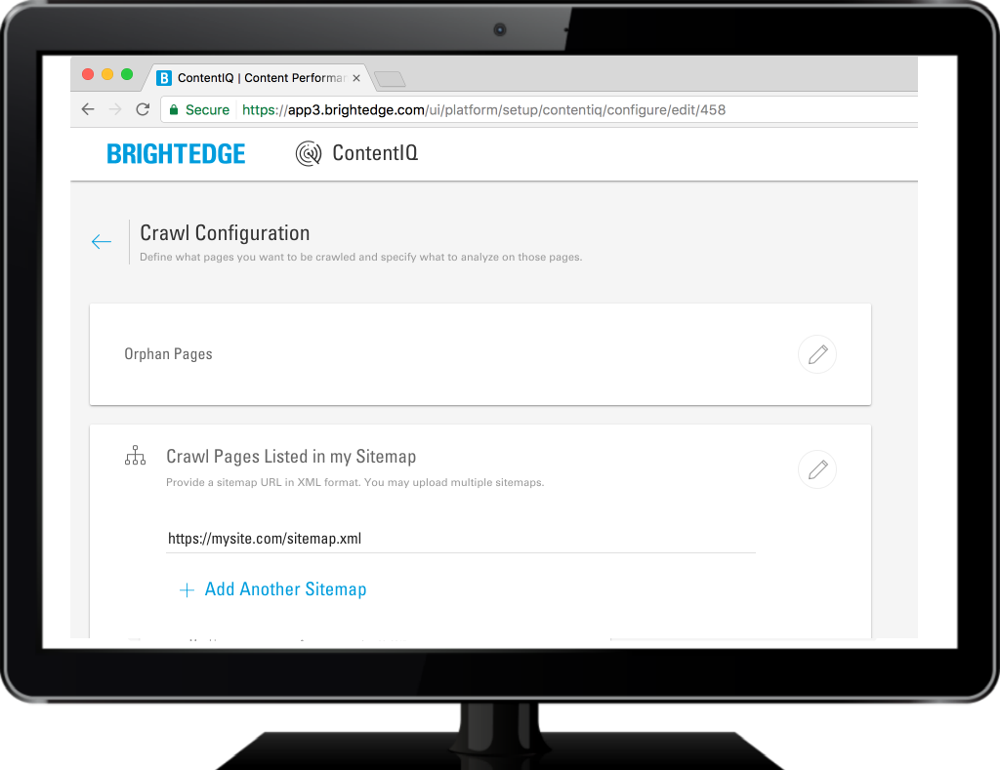 B ContentIQ | Content Performan
Secure https://app3.brightedge.com/ui/platform/setup/contentiq/configure/edit/458
BRIGHTEDGE ContentIQ
Crawl Configuration
Define what pages you want to be crawled and specify what to analyze on those pages.
Orphan Pages
Crawl Pages Listed in my Sitemap
Provide a sitemap URL in XML format. You may upload multiple sitemaps.
https://mysite.com/sitemap.xml
+ Add Another Sitemap